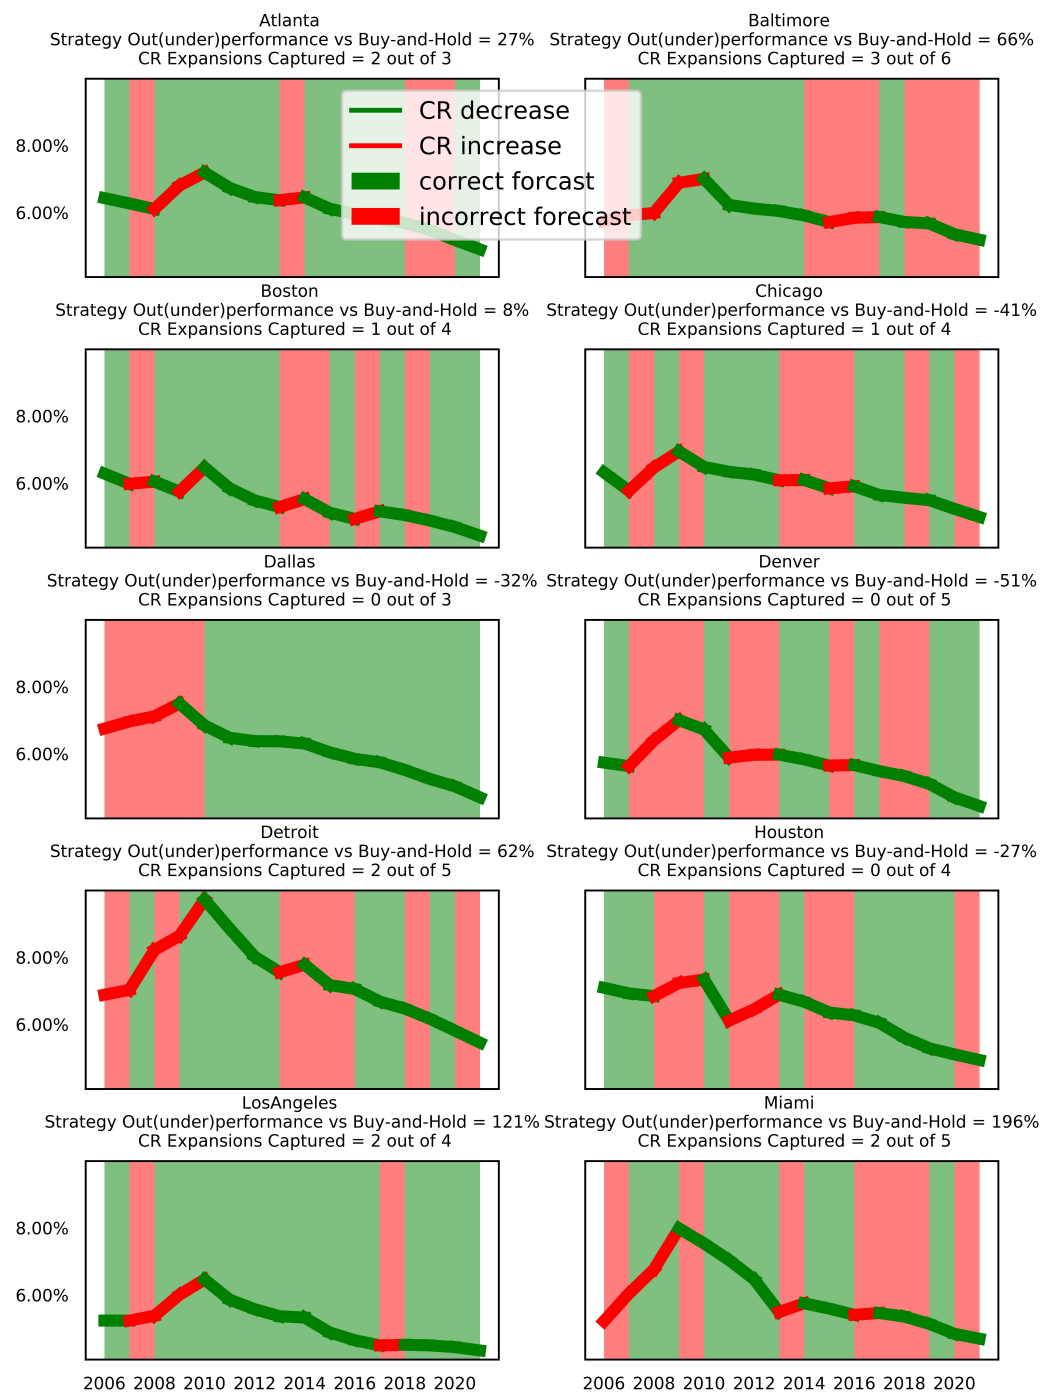 Atlanta
Strategy Out(under)performance vs Buy-and-Hold = 27%
CR Expansions Captured = 2 out of 3
Baltimore
Strategy Out(under)performance vs Buy-and-Hold = 66%
CR Expansions Captured = 3 out of 6
CR decrease
CR increase
correct forcast
incorrect forecast
8.00%
6.00%
Boston
Strategy Out(under)performance vs Buy-and-Hold = 8%
CR Expansions Captured = 1 out of 4
Chicago
Strategy Out(under)performance vs Buy-and-Hold = -41%
CR Expansions Captured = 1 out of 4
8.00%
6.00%
Dallas
Strategy Out(under)performance vs Buy-and-Hold = -32%
CR Expansions Captured = 0 out of 3
Denver
Strategy Out(under)performance vs Buy-and-Hold = -51%
CR Expansions Captured = 0 out of 5
8.00%
6.00%
Detroit
Strategy Out(under)performance vs Buy-and-Hold = 62%
CR Expansions Captured = 2 out of 5
Houston
Strategy Out(under)performance vs Buy-and-Hold = -27%
CR Expansions Captured = 0 out of 4
8.00%
6.00%
LosAngeles
Strategy Out(under)performance vs Buy-and-Hold = 121%
CR Expansions Captured = 2 out of 4
Miami
Strategy Out(under)performance vs Buy-and-Hold = 196%
CR Expansions Captured = 2 out of 5
8.00%
6.00%
2006 2008 2010 2012 2014 2016 2018 2020
2006 2008 2010 2012 2014 2016 2018 2020